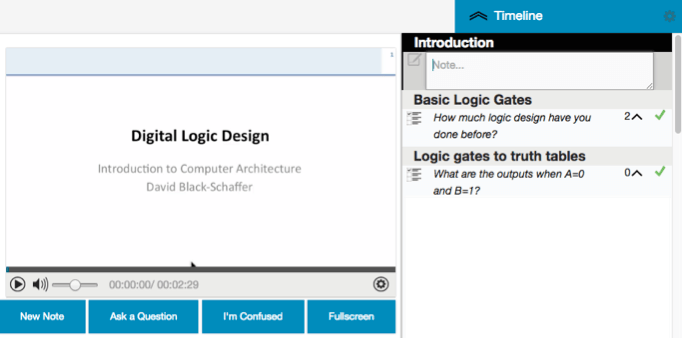 Timeline
1
Digital Logic Design
Introduction to Computer Architecture
David Black-Schaffer
00:00:00/ 00:02:29
New Note
Ask a Question
I'm Confused
Fullscreen
Introduction
Note...
Basic Logic Gates
How much logic design have you
done before?
2
Logic gates to truth tables
What are the outputs when A=0
and B=1?
0